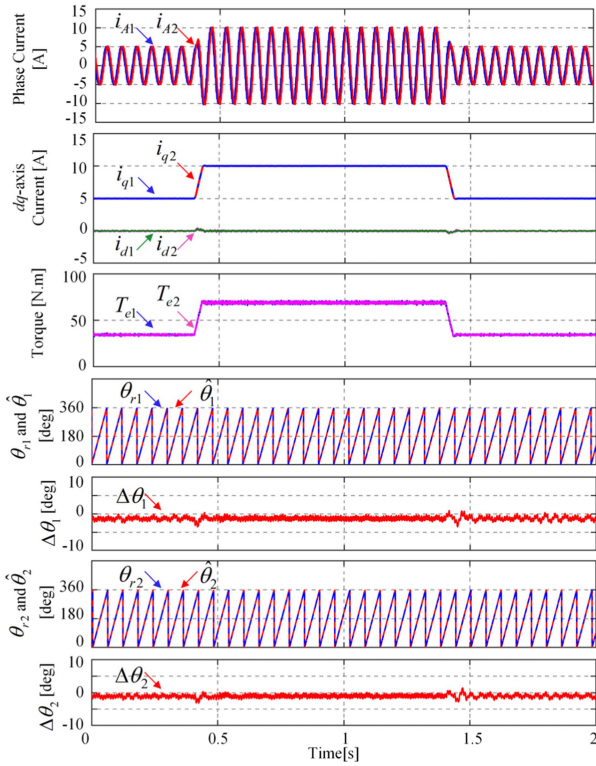 Phase Current
[A]
15
10
5
0
-5
-10
15
i_A1
i_A2
dq-axis
Current [A]
15
10
5
0
-5
i_q2
i_q1
i_d1
i_d2
Torque [N.m]
100
50
0
T_e2
T_e1
θ_r1 and θ̂_1
[deg]
360
180
0
θ_r1
θ̂_1
Δθ_1 [deg]
10
0
-10
Δθ_1
θ_r2 and θ̂_2
[deg]
360
180
0
θ_r2
θ̂_2
Δθ_2 [deg]
10
0
-10
Δθ_2
0
0.5
1
1.5
2
Time[s]